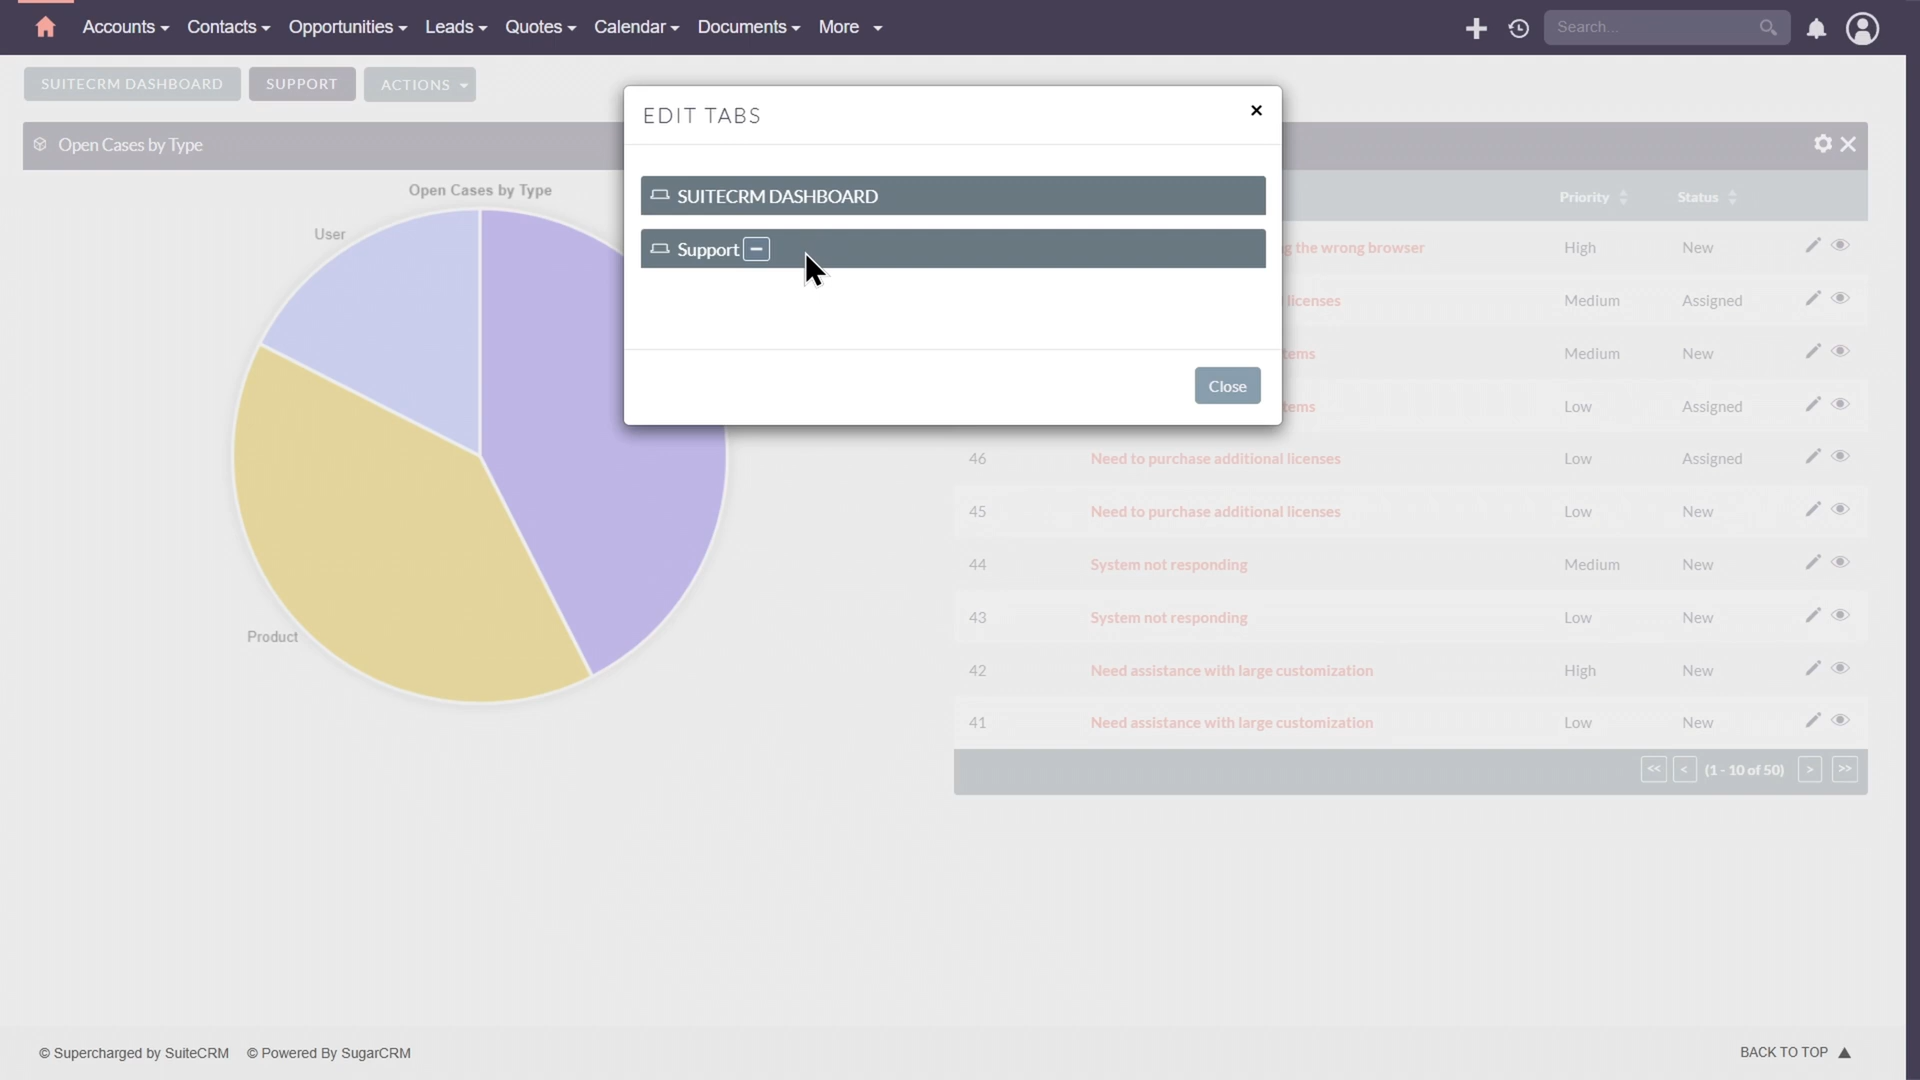 Accounts Contacts Opportunities Leads Quotes Calendar Documents More Search...
SUITECRM DASHBOARD SUPPORT ACTIONS
EDIT TABS ×
SUITECRM DASHBOARD
Support
Close
Open Cases by Type
Open Cases by Type
User
Product
Priority Status
the wrong browser High New
licenses Medium Assigned
Medium New
Low Assigned
46 Need to purchase additional licenses Low Assigned
45 Need to purchase additional licenses Low New
44 System not responding Medium New
43 System not responding Low New
42 Need assistance with large customization High New
41 Need assistance with large customization Low New
<< < (1 - 10 of 50) > >>
© Supercharged by SuiteCRM © Powered By SugarCRM BACK TO TOP